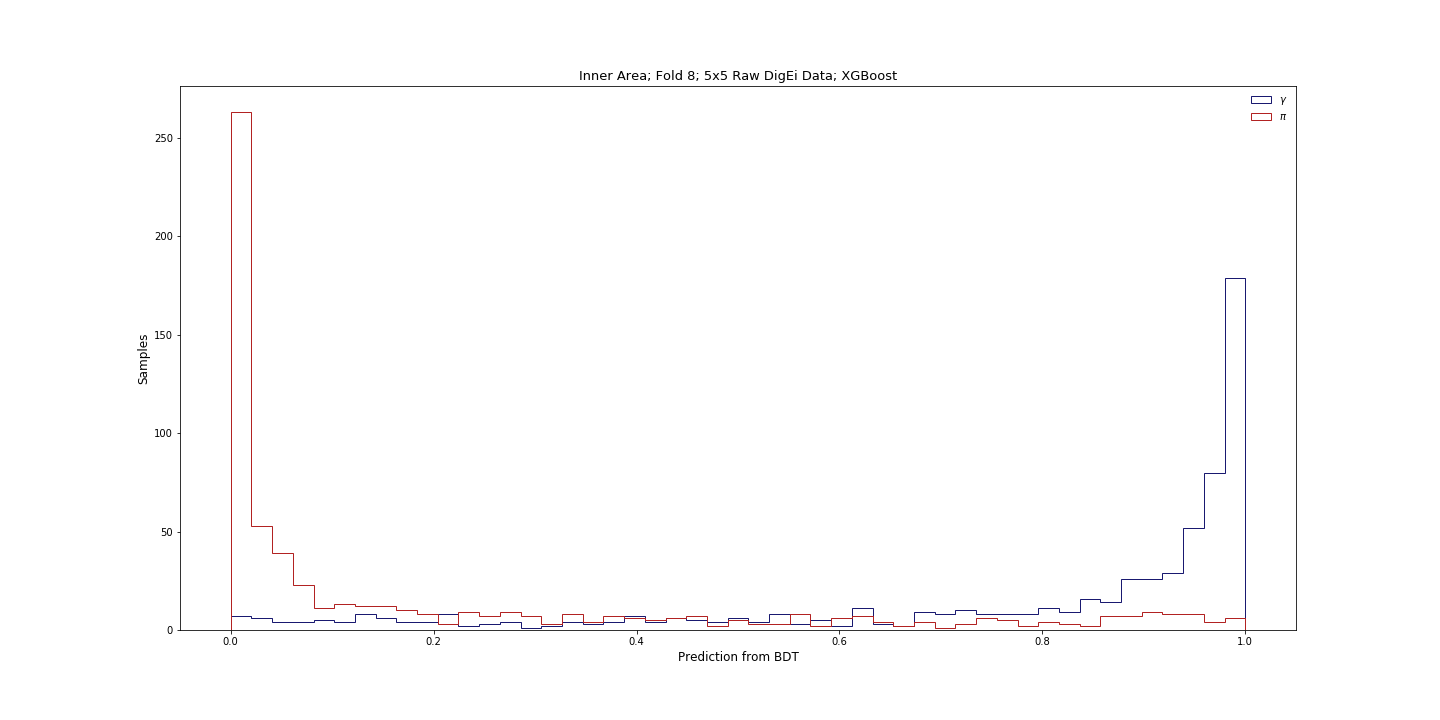 Inner Area; Fold 8; 5x5 Raw DigEi Data; XGBoost
γ
π
250
200
150
100
50
0
Samples
0.0 0.2 0.4 0.6 0.8 1.0
Prediction from BDT